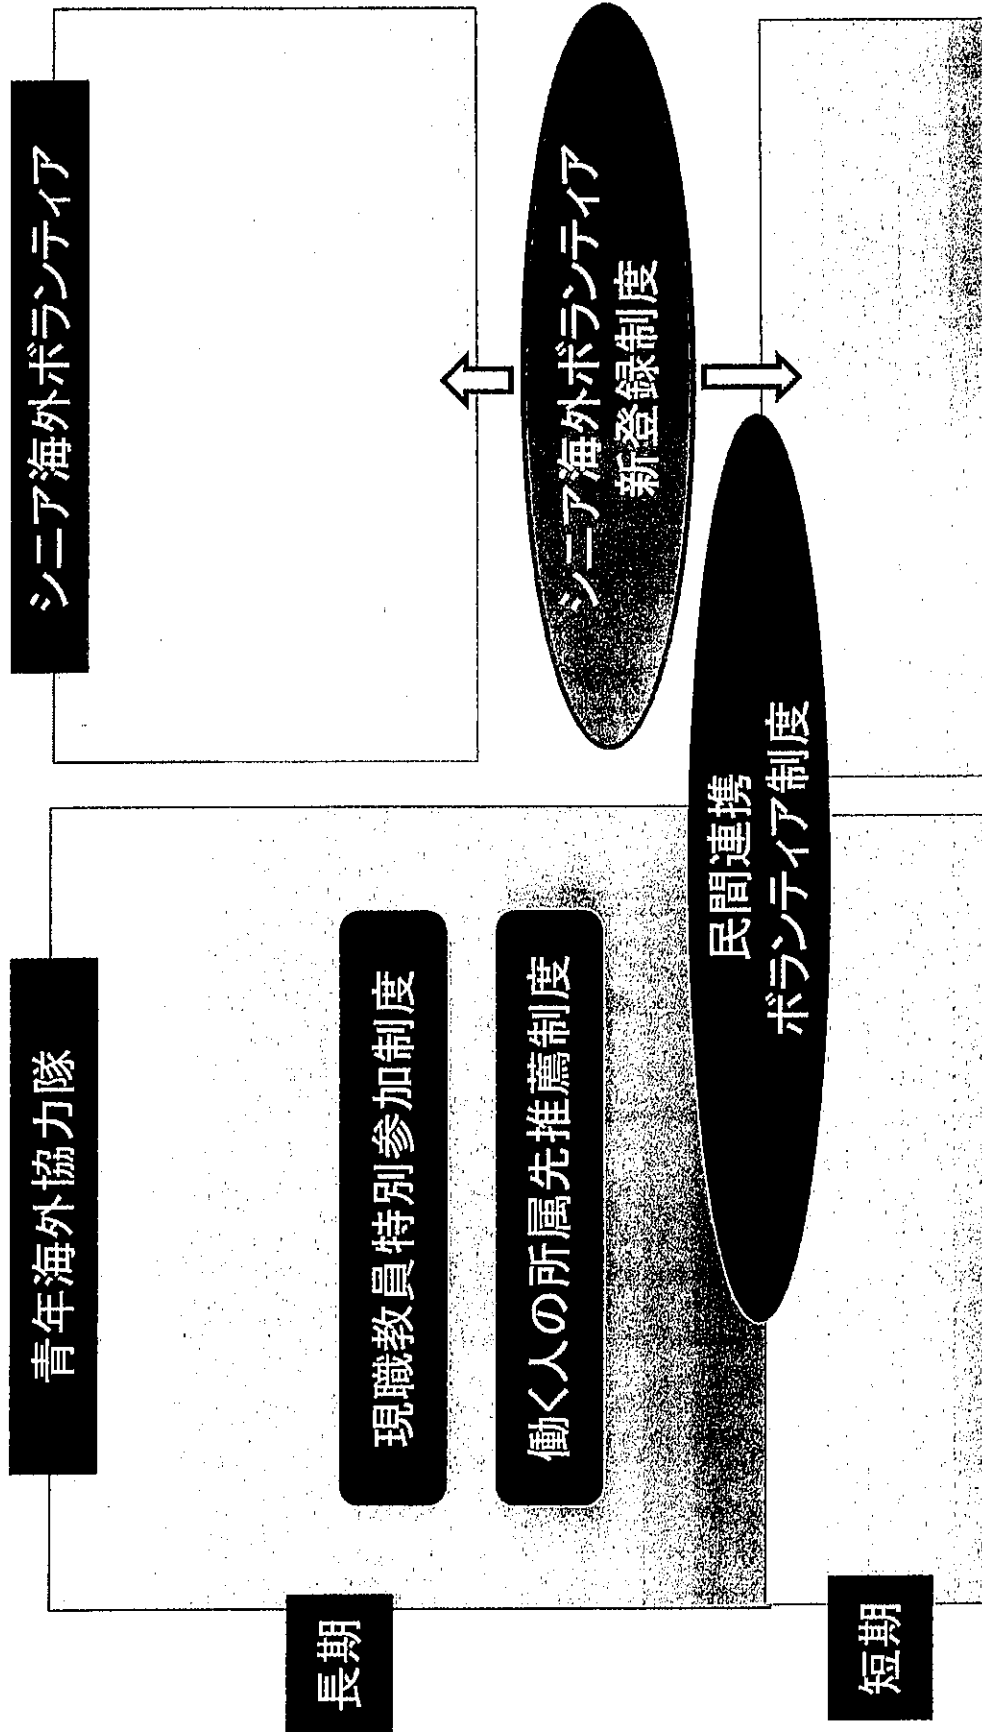 青年海外協力隊
シニア海外ボランティア
長期
現職教員特別参加制度
働く人の所属先推薦制度
シニア海外ボランティア
新登録制度
民間連携
ボランティア制度
短期